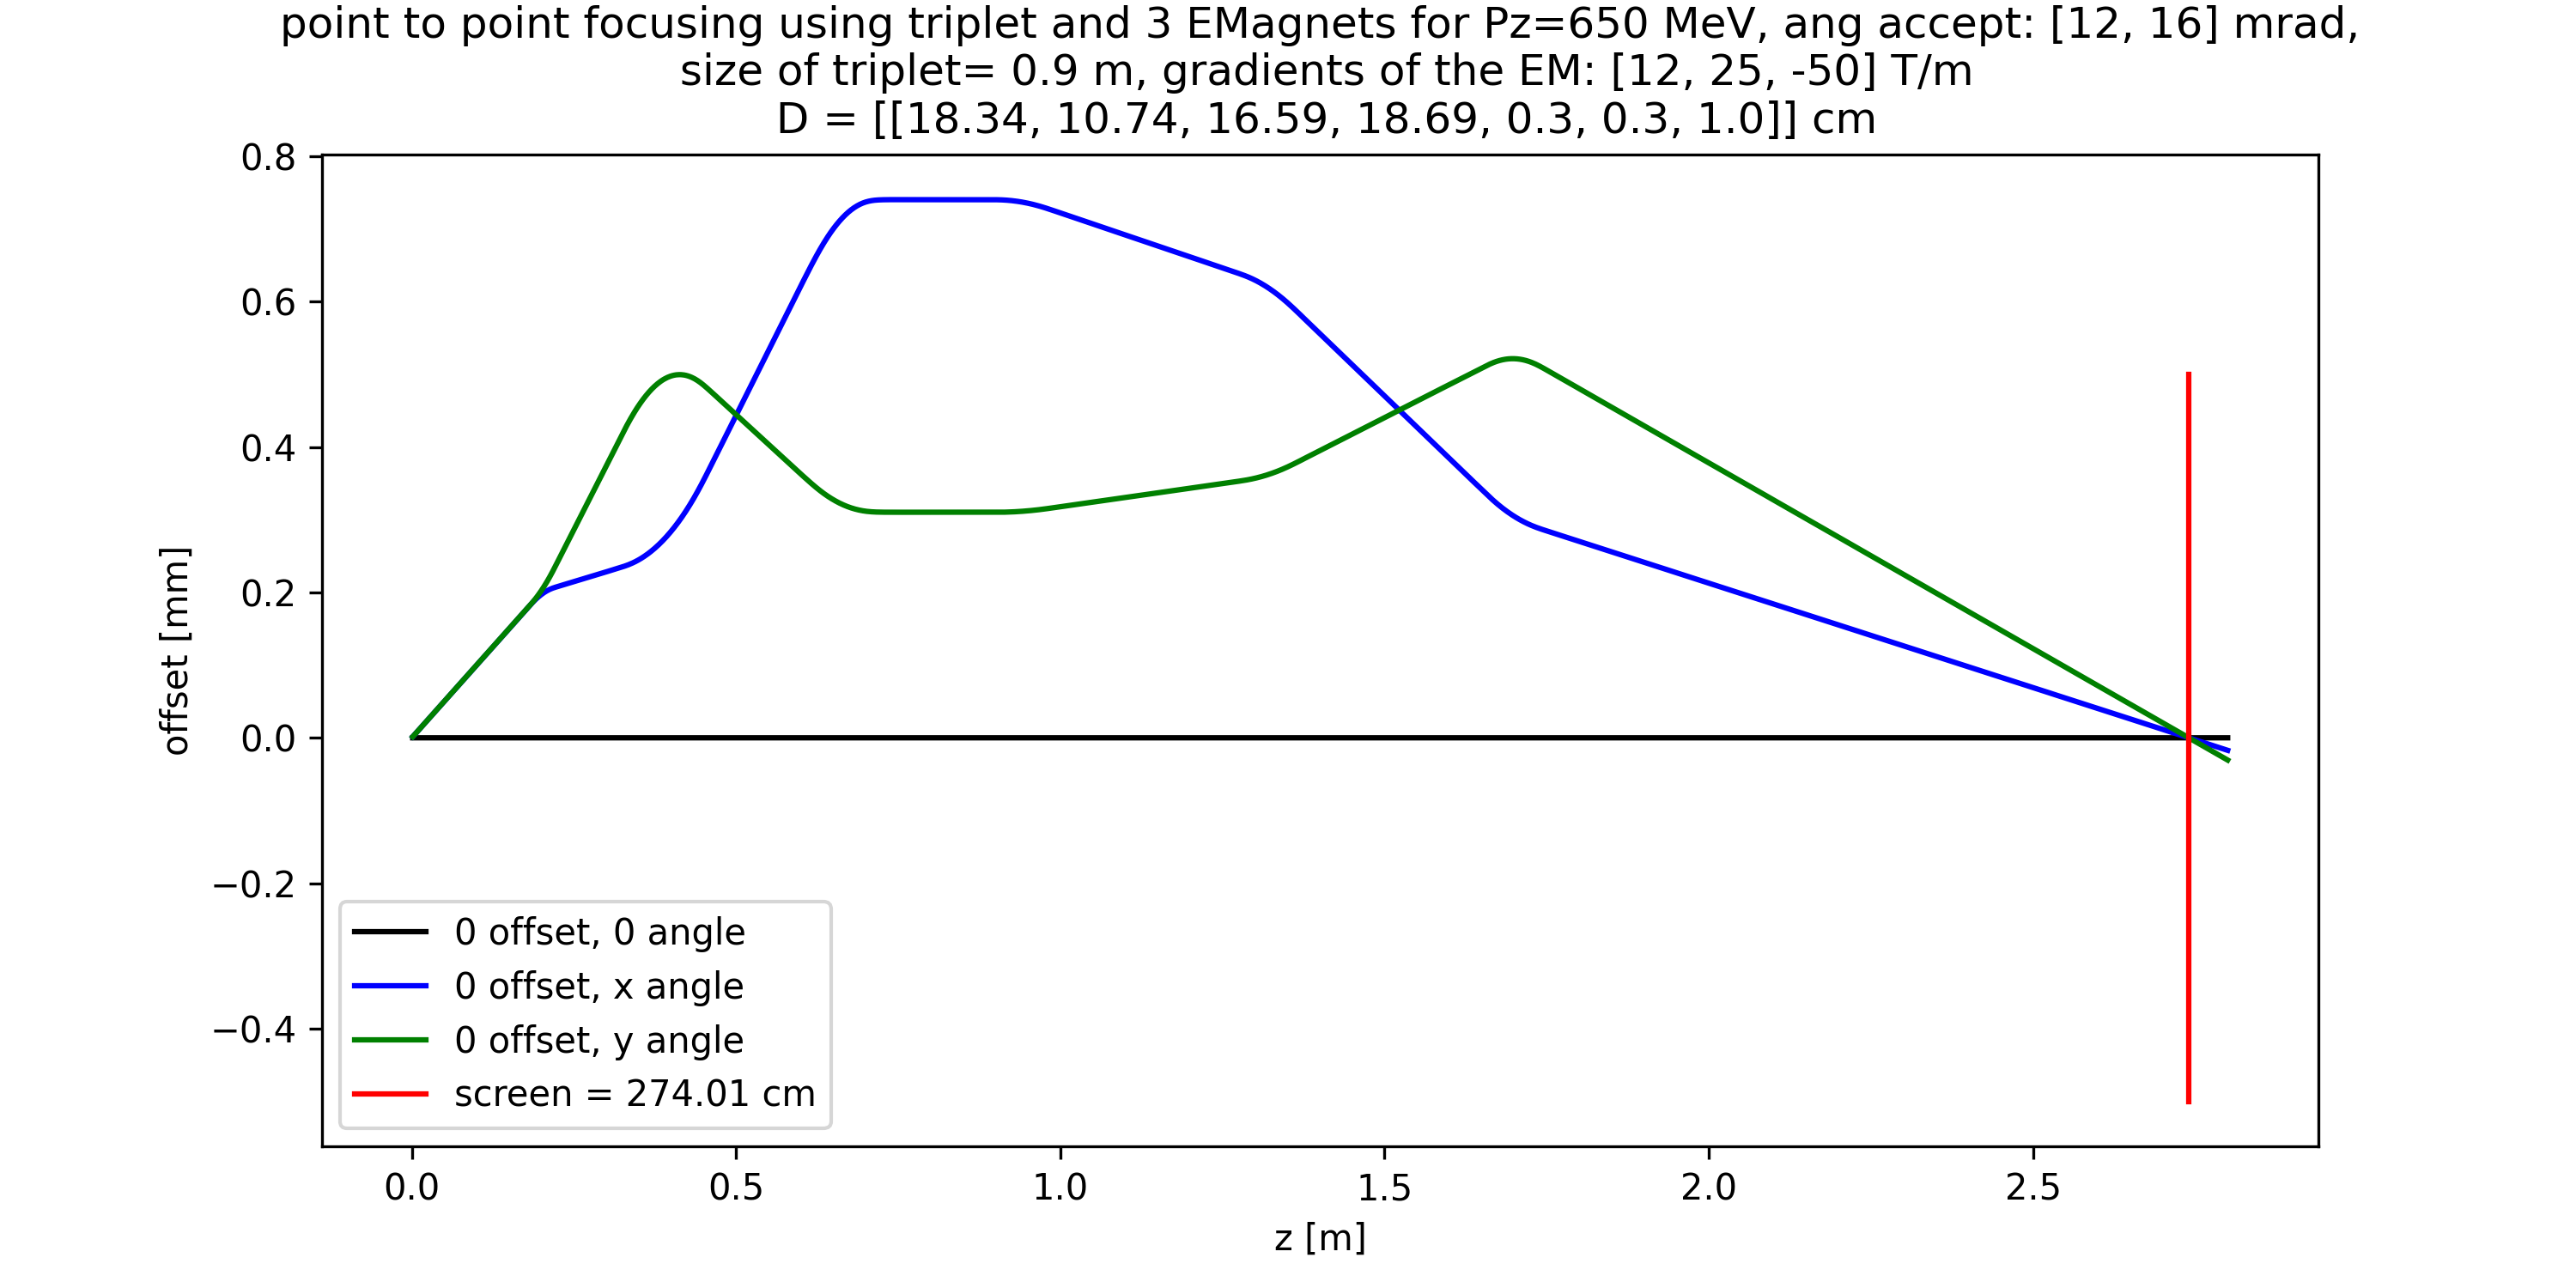 point to point focusing using triplet and 3 EMagnets for Pz=650 MeV, ang accept: [12, 16] mrad,
size of triplet= 0.9 m, gradients of the EM: [12, 25, -50] T/m
D = [[18.34, 10.74, 16.59, 18.69, 0.3, 0.3, 1.0]] cm
0.8
0.6
0.4
0.2
0.0
−0.2
−0.4
offset [mm]
0 offset, 0 angle
0 offset, x angle
0 offset, y angle
screen = 274.01 cm
0.0 0.5 1.0 1.5 2.0 2.5
z [m]